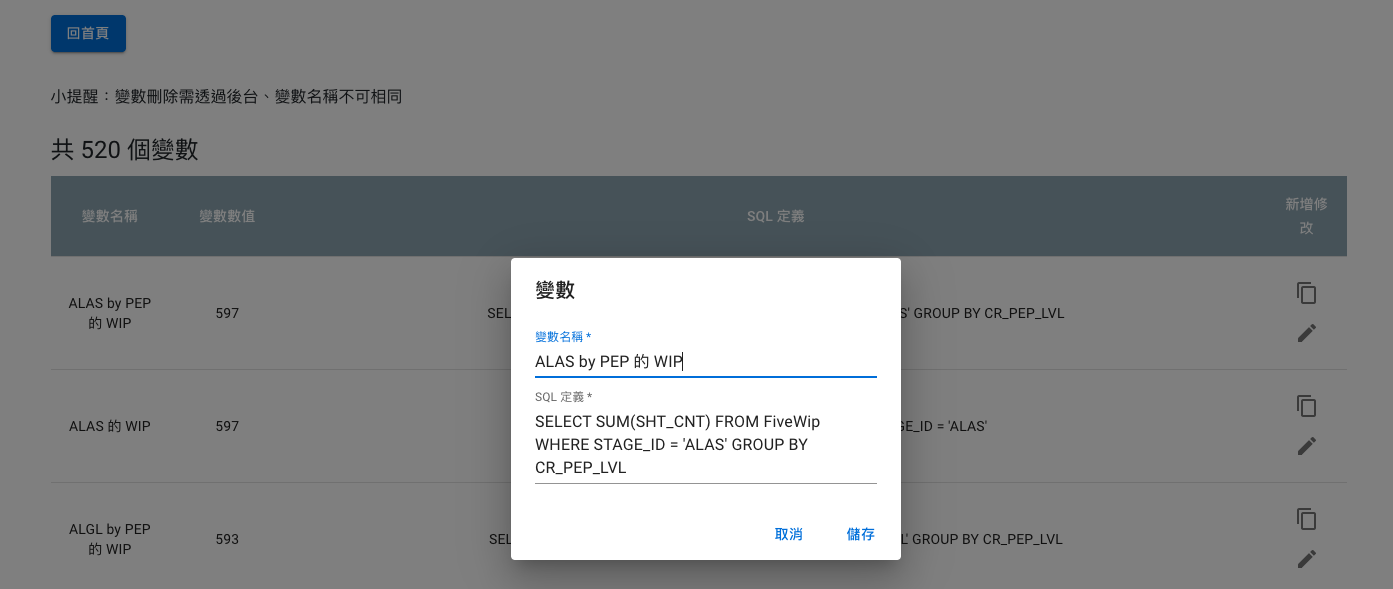 回首頁
小提醒：變數刪除需透過後台、變數名稱不可相同
共 520 個變數
變數名稱 變數數值 SQL 定義 新增修
改
ALAS by PEP
的 WIP
597
SEL
S' GROUP BY CR_PEP_LVL
ALAS 的 WIP
597
GE_ID = 'ALAS'
ALGL by PEP
的 WIP
593
SEL
L' GROUP BY CR_PEP_LVL
變數
變數名稱 *
ALAS by PEP 的 WIP
SQL 定義 *
SELECT SUM(SHT_CNT) FROM FiveWip
WHERE STAGE_ID = 'ALAS' GROUP BY
CR_PEP_LVL
取消 儲存